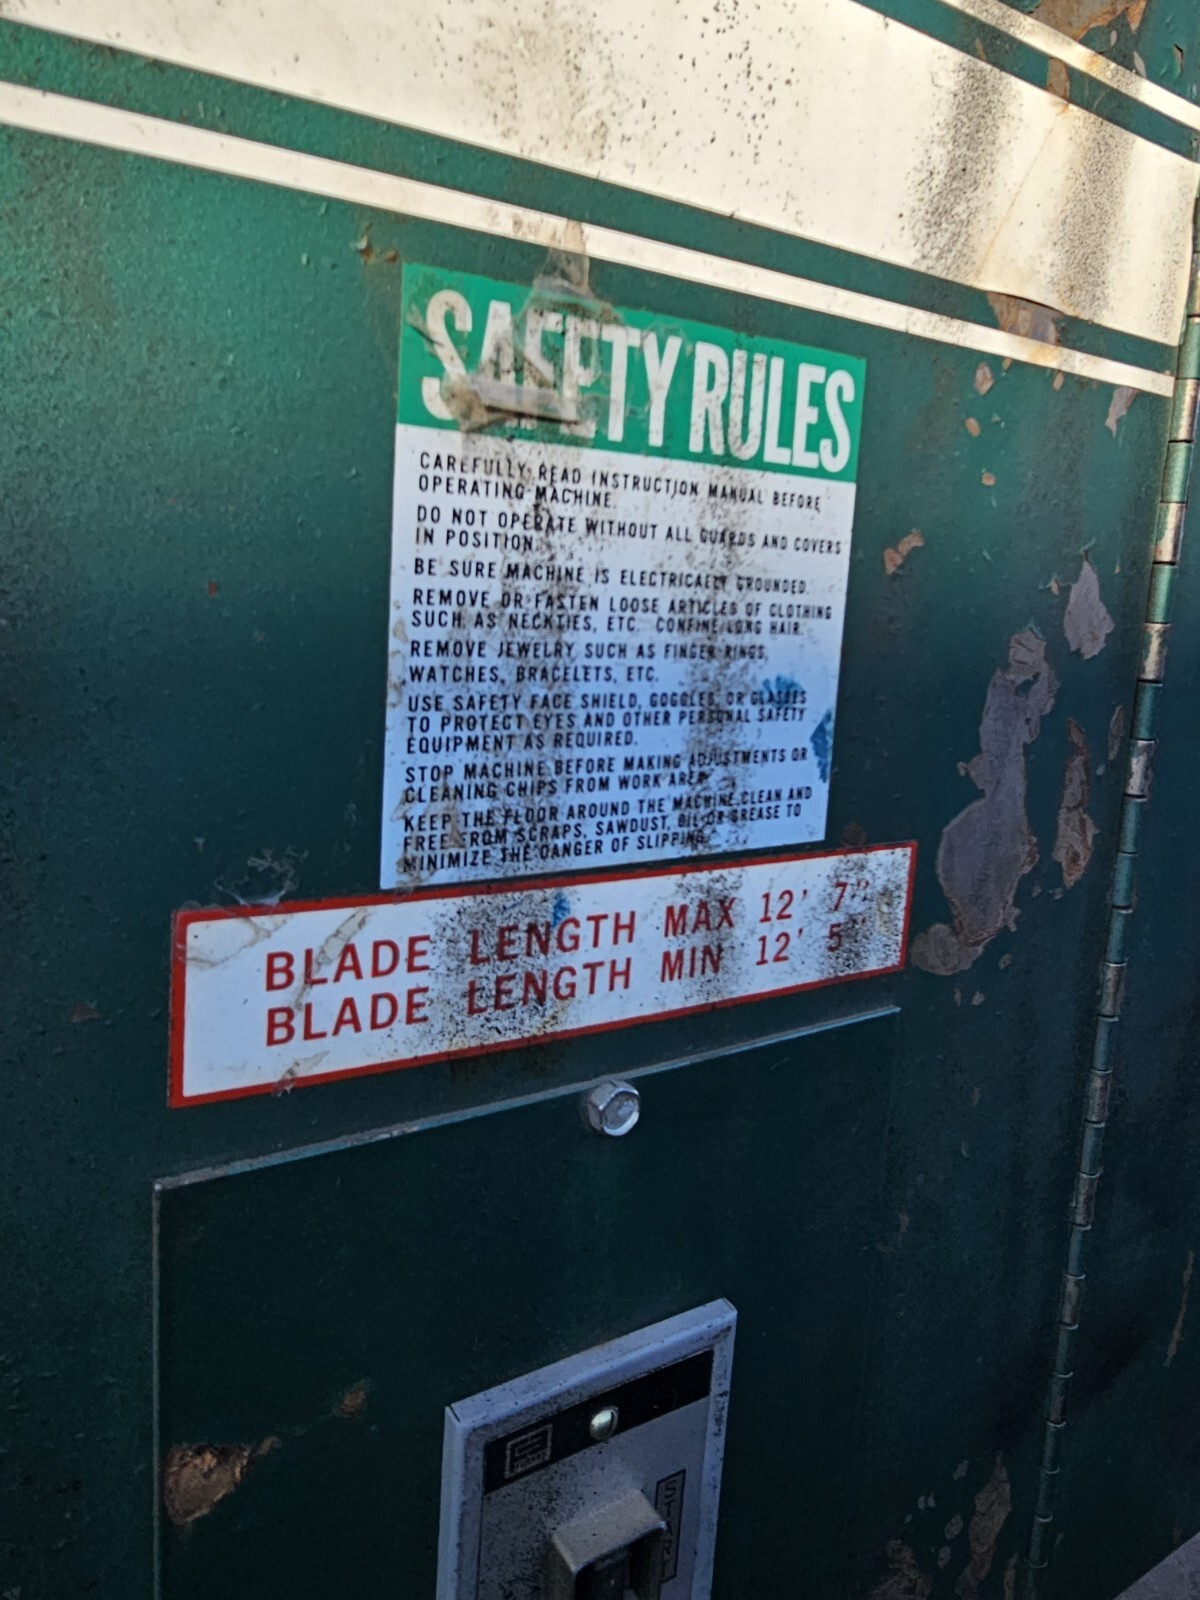 SAFETY RULES
CAREFULLY READ INSTRUCTION MANUAL BEFORE
OPERATING MACHINE.
DO NOT OPERATE WITHOUT ALL GUARDS AND COVERS
IN POSITION.
BE SURE MACHINE IS ELECTRICALLY GROUNDED.
REMOVE OR FASTEN LOOSE ARTICLES OF CLOTHING
SUCH AS NECKTIES, ETC. CONFINE LONG HAIR.
REMOVE JEWELRY SUCH AS FINGER RINGS,
WATCHES, BRACELETS, ETC.
USE SAFETY FACE SHIELD, GOGGLES, OR GLASSES
TO PROTECT EYES AND OTHER PERSONAL SAFETY
EQUIPMENT AS REQUIRED.
STOP MACHINE BEFORE MAKING ADJUSTMENTS OR
CLEANING CHIPS FROM WORK AREA.
KEEP THE FLOOR AROUND THE MACHINE CLEAN AND
FREE FROM SCRAPS, SAWDUST, OIL OR GREASE TO
MINIMIZE THE DANGER OF SLIPPING.
BLADE LENGTH MAX 12' 7"
BLADE LENGTH MIN 12' 5"
START